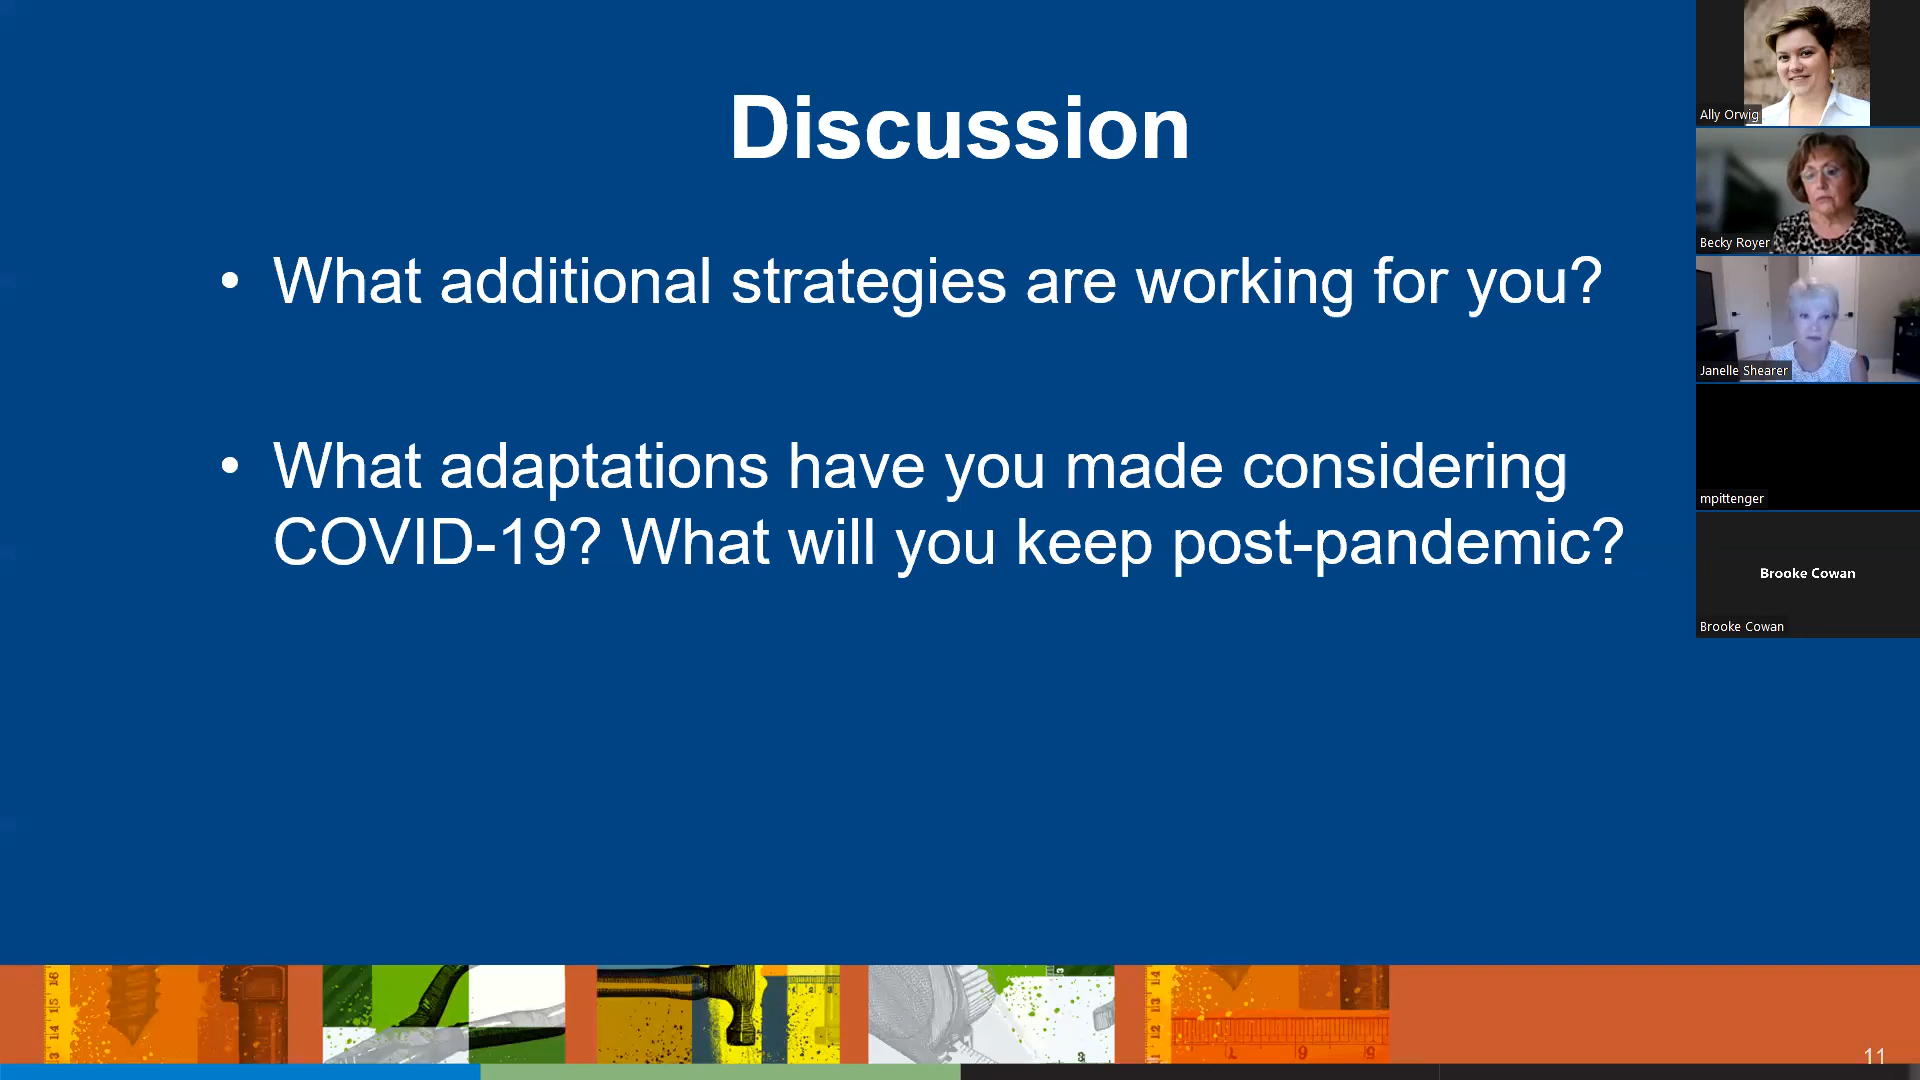 Discussion
• What additional strategies are working for you?
• What adaptations have you made considering
COVID-19? What will you keep post-pandemic?
Ally Orwig
Becky Royer
Janelle Shearer
mpittenger
Brooke Cowan
Brooke Cowan
11